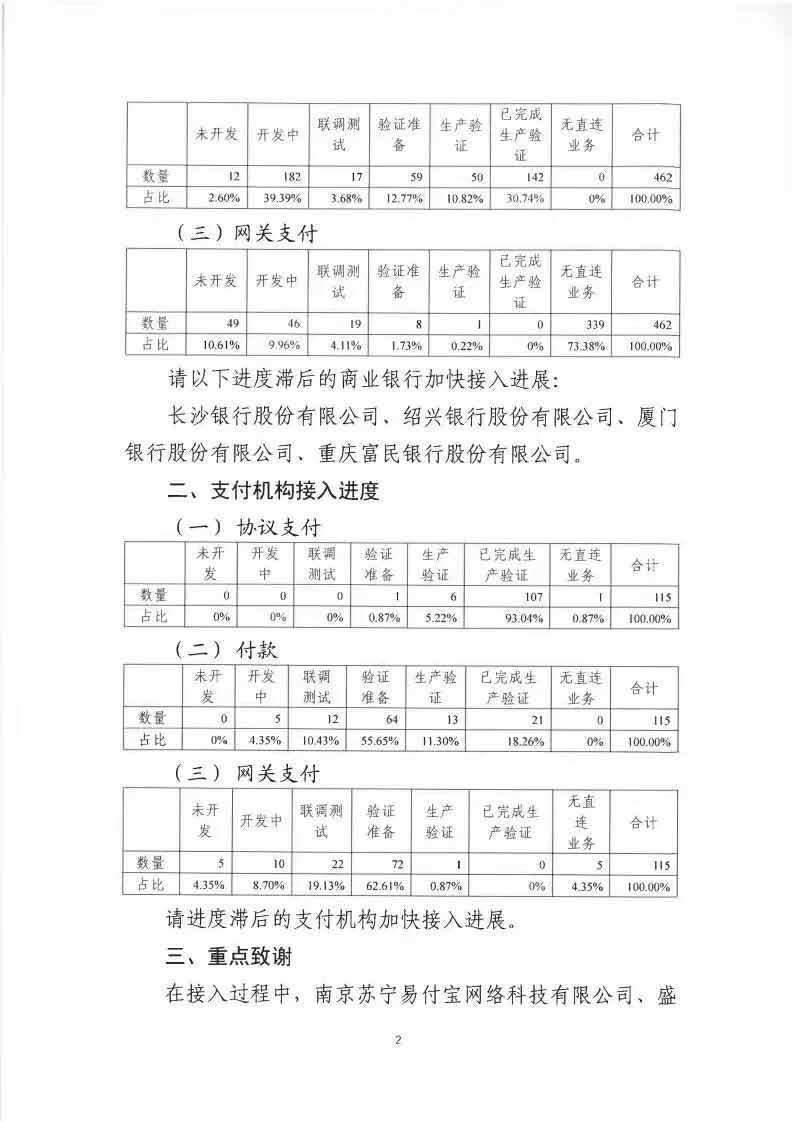 未开发 开发中 联调测试 验证准备 生产验证 已完成生产验证 无直连业务 合计
数量 12 182 17 59 50 142 0 462
占比 2.60% 39.39% 3.68% 12.77% 10.82% 30.74% 0% 100.00%
（三）网关支付
未开发 开发中 联调测试 验证准备 生产验证 已完成生产验证 无直连业务 合计
数量 49 46 19 8 1 0 339 462
占比 10.61% 9.96% 4.11% 1.73% 0.22% 0% 73.38% 100.00%
请以下进度滞后的商业银行加快接入进展：
长沙银行股份有限公司、绍兴银行股份有限公司、厦门
银行股份有限公司、重庆富民银行股份有限公司。
二、支付机构接入进度
（一）协议支付
未开发 开发中 联调测试 验证准备 生产验证 已完成生产验证 无直连业务 合计
数量 0 0 0 1 6 107 1 115
占比 0% 0% 0% 0.87% 5.22% 93.04% 0.87% 100.00%
（二）付款
未开发 开发中 联调测试 验证准备 生产验证 已完成生产验证 无直连业务 合计
数量 0 5 12 64 13 21 0 115
占比 0% 4.35% 10.43% 55.65% 11.30% 18.26% 0% 100.00%
（三）网关支付
未开发 开发中 联调测试 验证准备 生产验证 已完成生产验证 无直连业务 合计
数量 5 10 22 72 1 0 5 115
占比 4.35% 8.70% 19.13% 62.61% 0.87% 0% 4.35% 100.00%
请进度滞后的支付机构加快接入进展。
三、重点致谢
在接入过程中，南京苏宁易付宝网络科技有限公司、盛
2